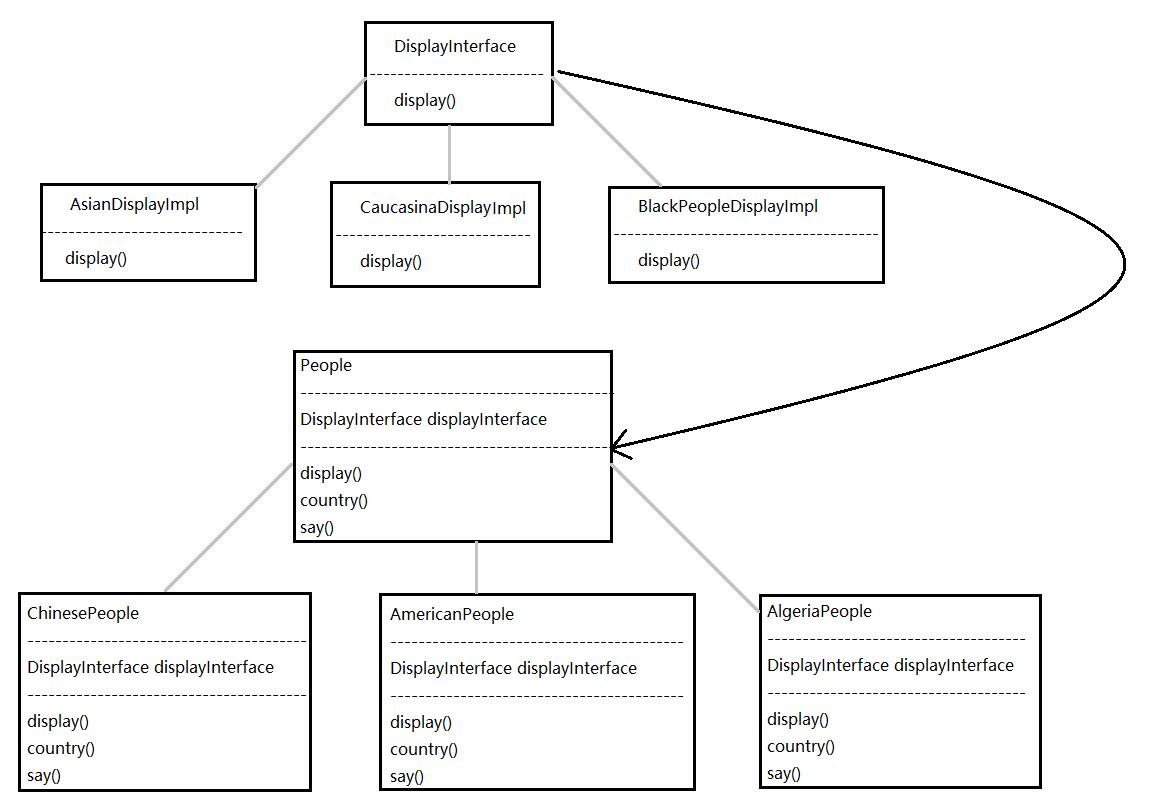 DisplayInterface
display()
AsianDisplayImpl
display()
CaucasinaDisplayImpl
display()
BlackPeopleDisplayImpl
display()
People
DisplayInterface displayInterface
display()
country()
say()
ChinesePeople
DisplayInterface displayInterface
display()
country()
say()
AmericanPeople
DisplayInterface displayInterface
display()
country()
say()
AlgeriaPeople
DisplayInterface displayInterface
display()
country()
say()